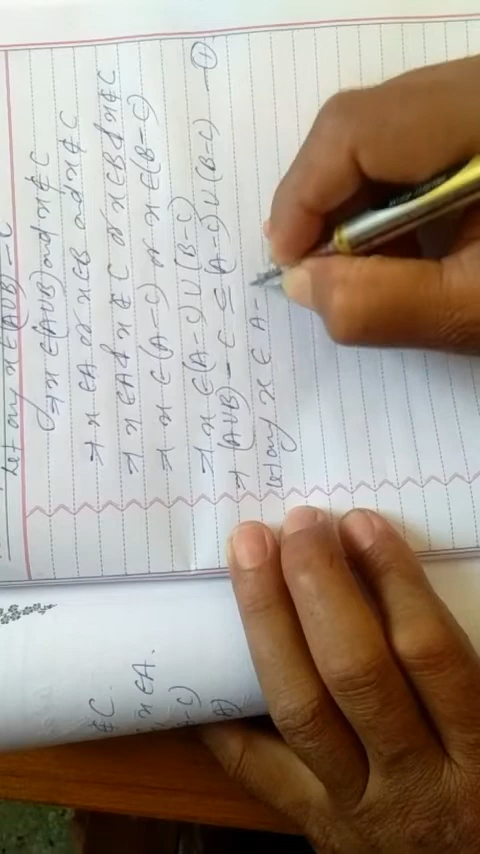 Let any x ∈ (A∪B) - C
⇒ x ∈ (A∪B) and x ∉ C
⇒ x ∈ A or x ∈ B and x ∉ C
⇒ x ∈ A & x ∉ C or x ∈ B & x ∉ C
⇒ x ∈ (A-C) or x ∈ (B-C)
⇒ x ∈ (A-C) ∪ (B-C)
⇒ (A∪B) - C ⊆ (A-C) ∪ (B-C) — ①
Let any x ∈ A -
∉ C.
x ∈ A.
-C)